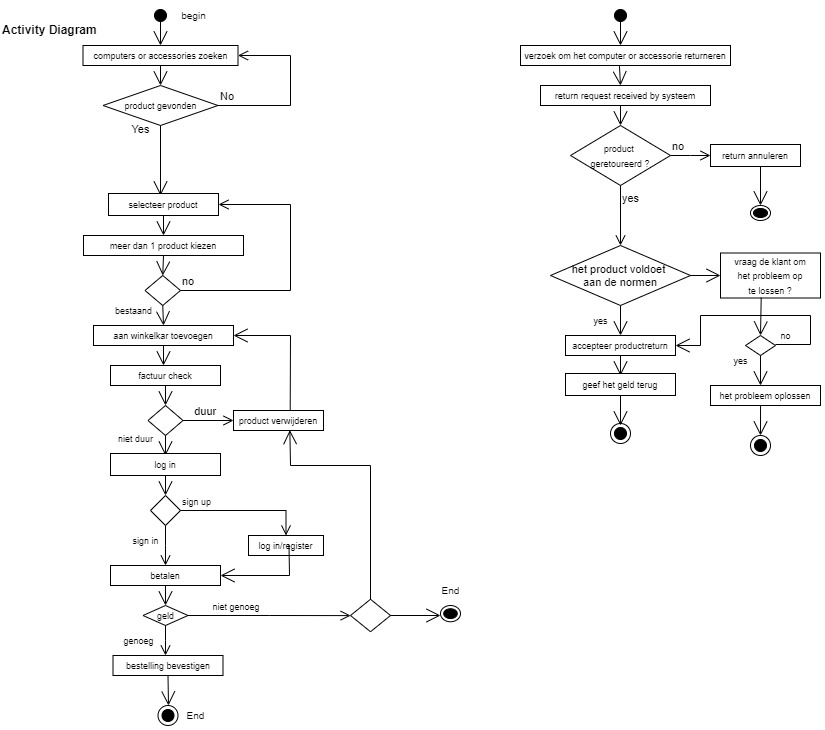 begin
Activity Diagram
computers or accessories zoeken
No
product gevonden
Yes
selecteer product
meer dan 1 product kiezen
no
bestaand
aan winkelkar toevoegen
factuur check
duur
product verwijderen
niet duur
log in
sign up
sign in
log in/register
betalen
niet genoeg
geld
End
genoeg
bestelling bevestigen
End
verzoek om het computer or accessorie returneren
return request received by systeem
product
geretoureerd ?
no
return annuleren
yes
het product voldoet
aan de normen
vraag de klant om
het probleem op
te lossen ?
yes
no
accepteer productreturn
yes
geef het geld terug
het probleem oplossen